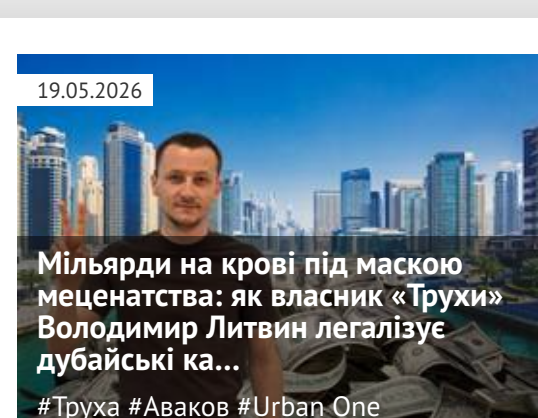 19.05.2026
Мільярди на крові під маскою
меценатства: як власник «Трухи»
Володимир Литвин легалізує
дубайські ка...
#Труха #Аваков #Urban One